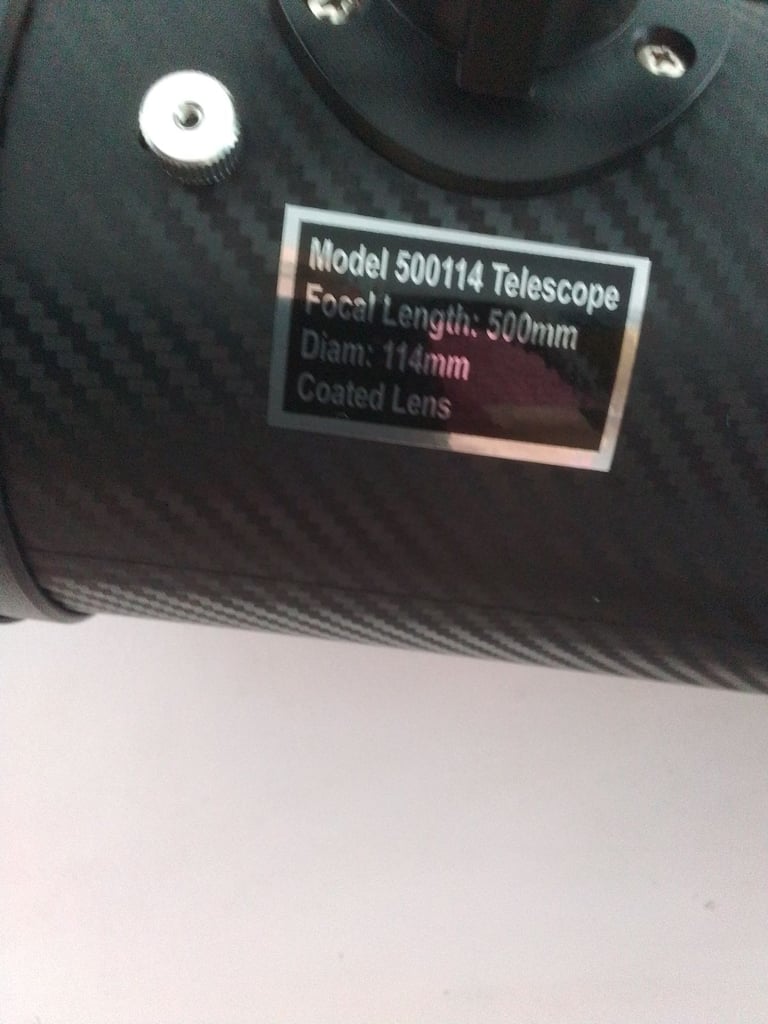 Model 500114 Telescope
Focal Length: 500mm
Diam: 114mm
Coated Lens